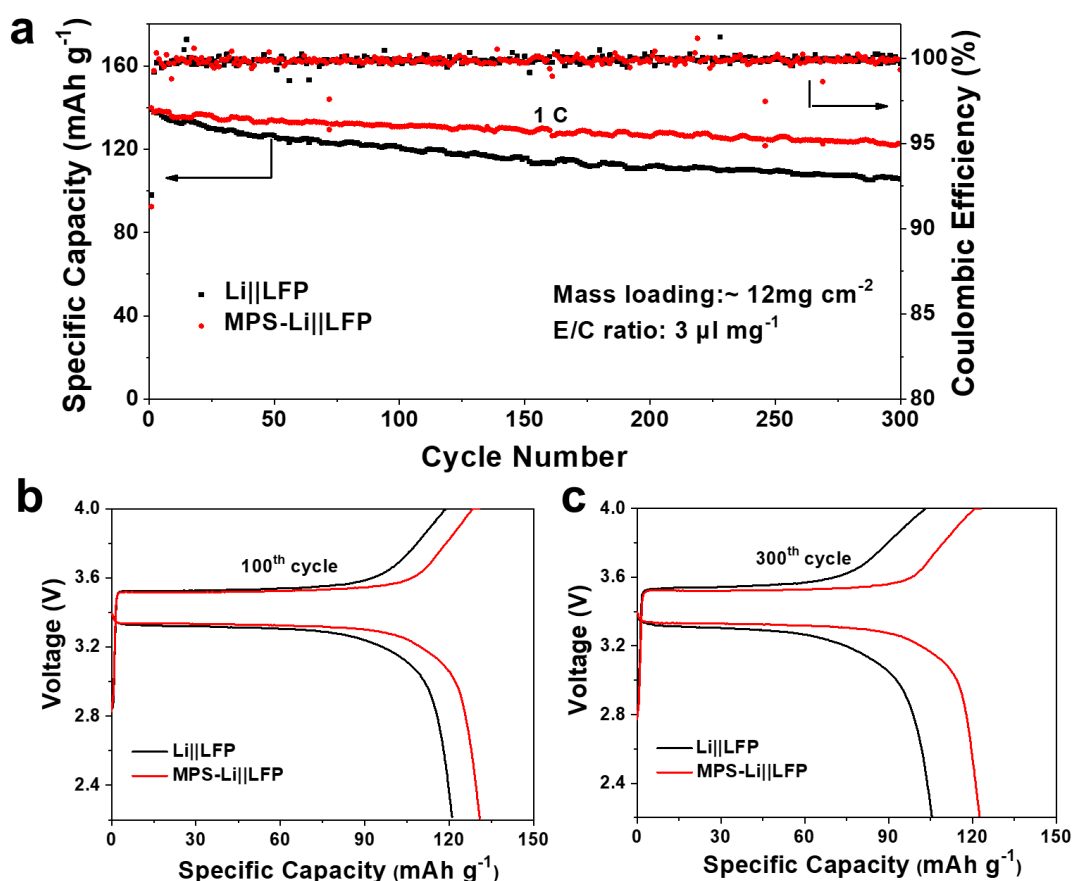 a
Specific Capacity (mAh g⁻¹)
160
120
80
40
0
1 C
Li||LFP
MPS-Li||LFP
Mass loading:~ 12mg cm⁻²
E/C ratio: 3 µl mg⁻¹
100
95
90
85
80
Coulombic Efficiency (%)
0 50 100 150 200 250 300
Cycle Number
b
Voltage (V)
4.0
3.6
3.2
2.8
2.4
100th cycle
Li||LFP
MPS-Li||LFP
0 30 60 90 120 150
Specific Capacity (mAh g⁻¹)
c
Voltage (V)
4.0
3.6
3.2
2.8
2.4
300th cycle
Li||LFP
MPS-Li||LFP
0 30 60 90 120 150
Specific Capacity (mAh g⁻¹)